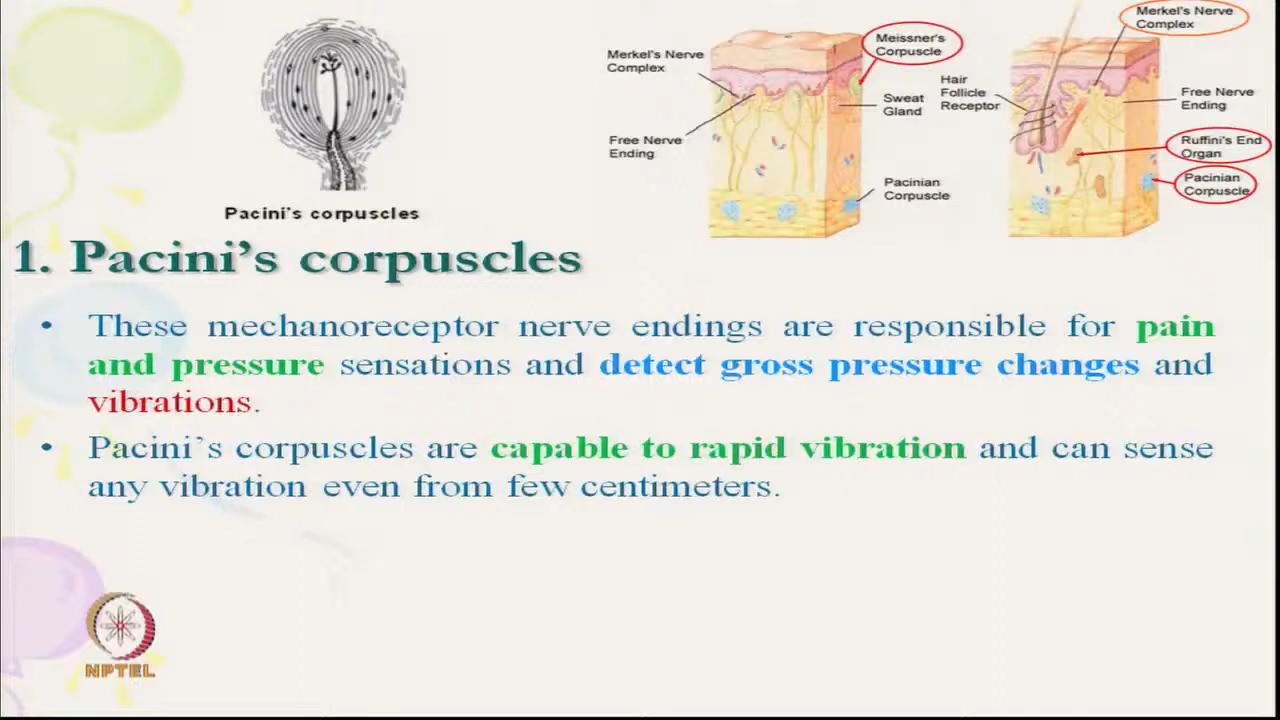 Merkel's Nerve
Complex
Free Nerve
Ending
Meissner's
Corpuscle
Sweat
Gland
Pacinian
Corpuscle
Hair
Follicle
Receptor
Merkel's Nerve
Complex
Free Nerve
Ending
Ruffini's End
Organ
Pacinian
Corpuscle
Pacini's corpuscles
1. Pacini's corpuscles
• These mechanoreceptor nerve endings are responsible for pain
and pressure sensations and detect gross pressure changes and
vibrations.
• Pacini's corpuscles are capable to rapid vibration and can sense
any vibration even from few centimeters.
NPTEL